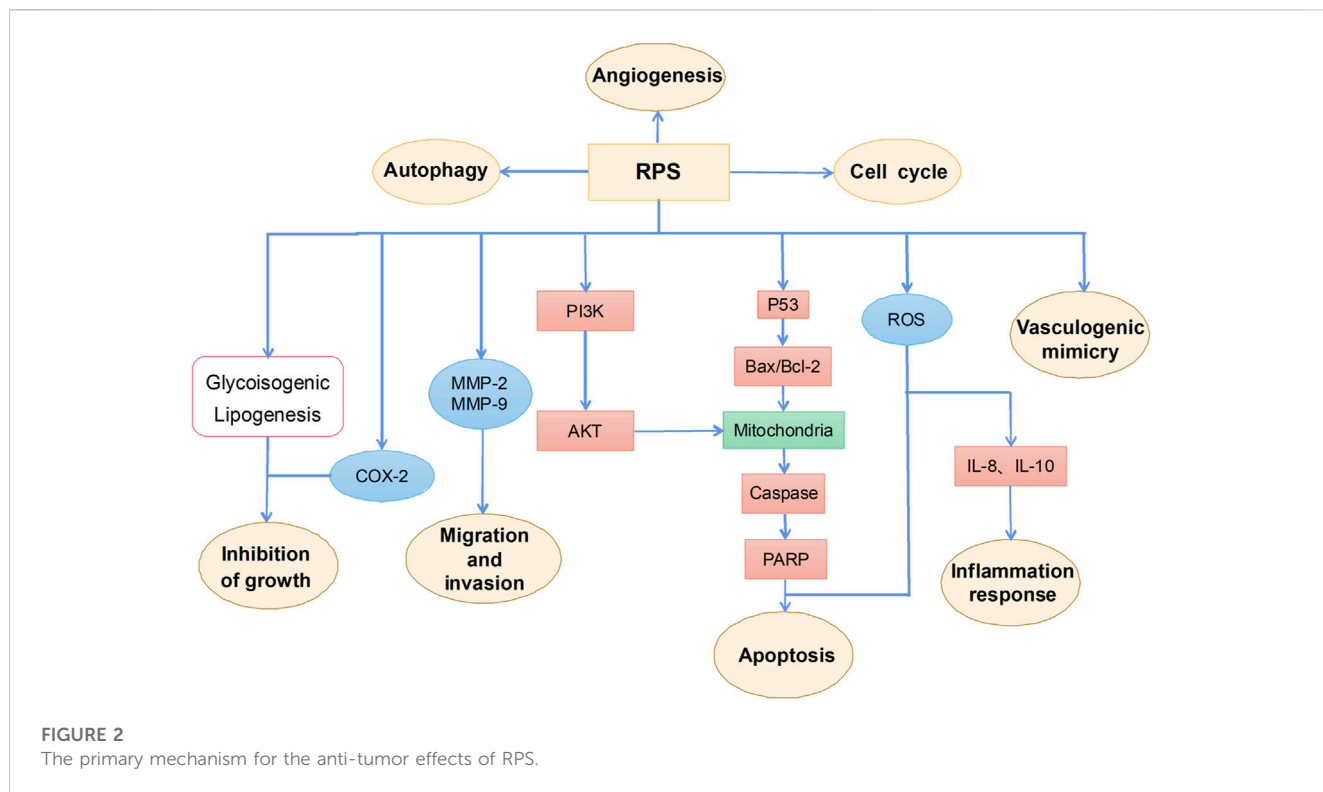 Angiogenesis
Autophagy
RPS
Cell cycle
PI3K
P53
ROS
Vasculogenic
mimicry
Glycoisogenic
Lipogenesis
MMP-2
MMP-9
Bax/Bcl-2
AKT
Mitochondria
COX-2
Caspase
IL-8、IL-10
Inhibition
of growth
Migration
and
invasion
PARP
Inflammation
response
Apoptosis
FIGURE 2
The primary mechanism for the anti-tumor effects of RPS.